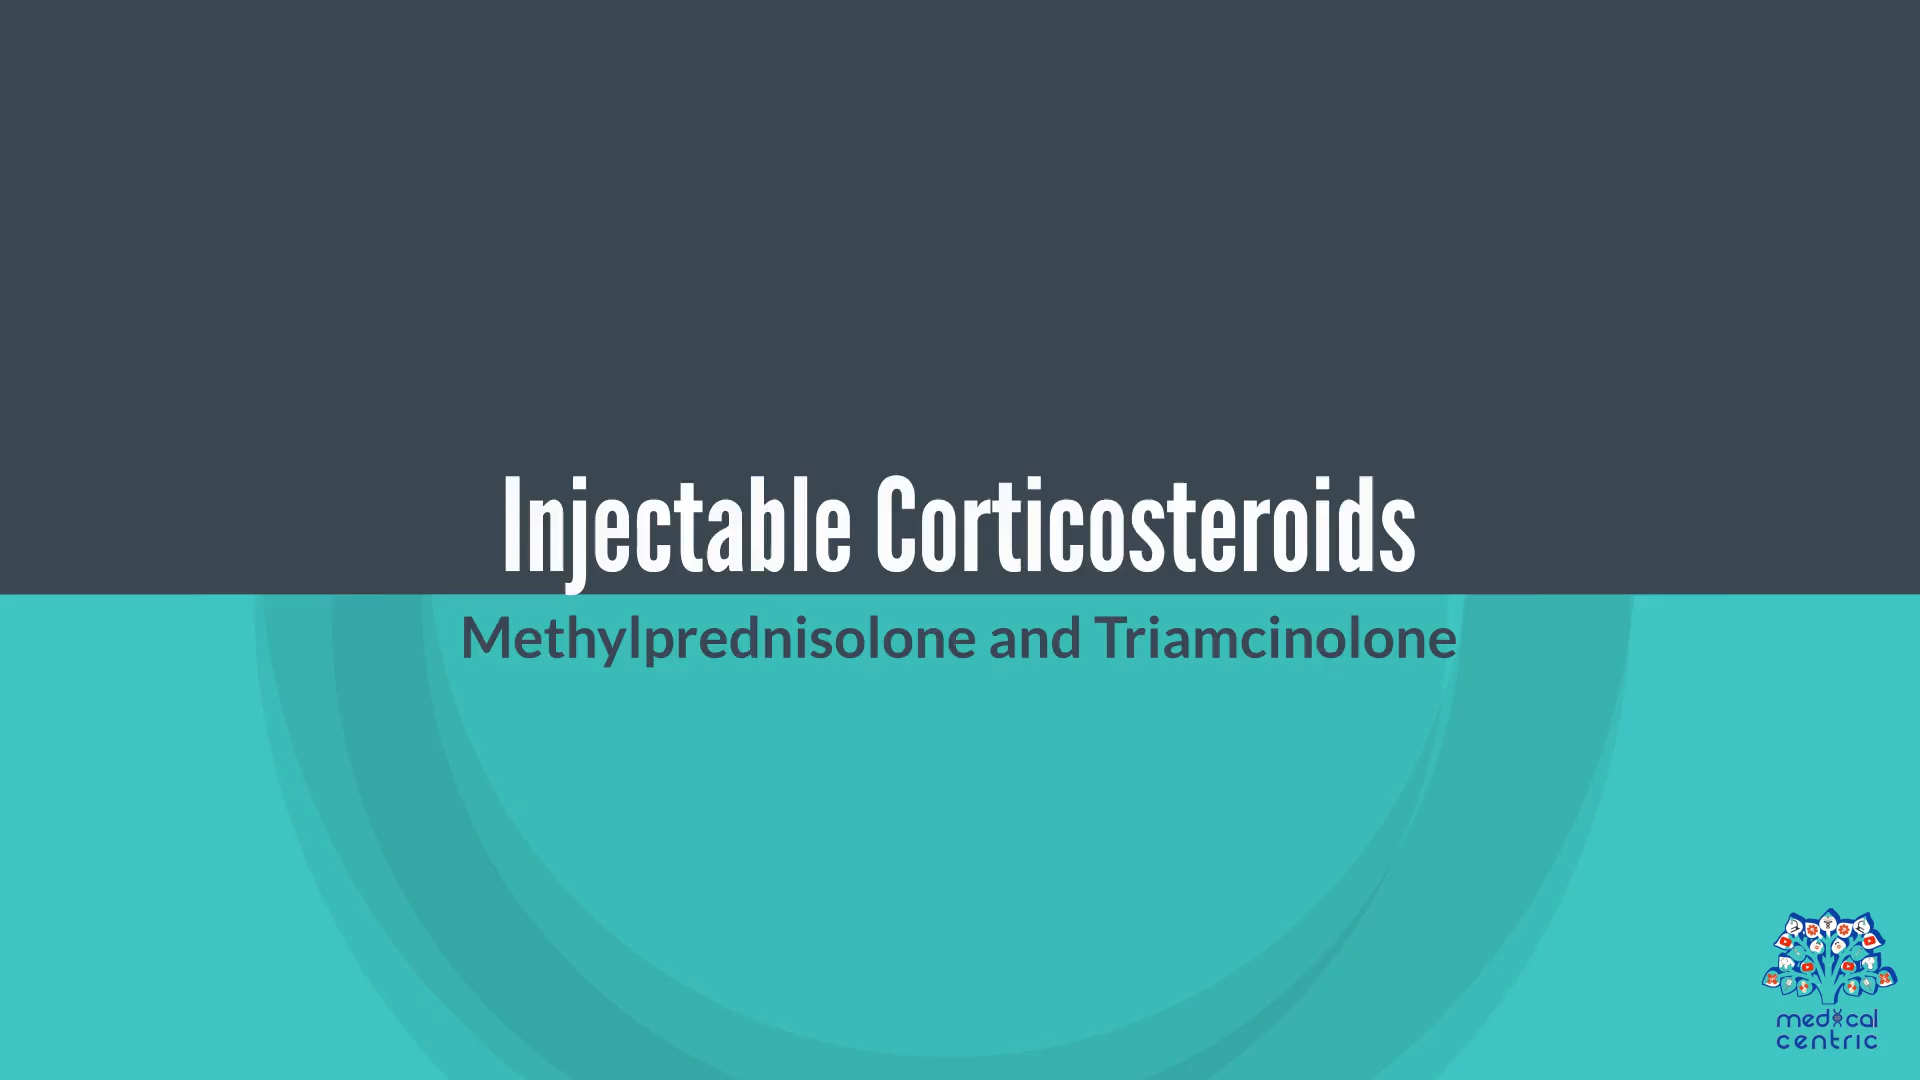 Injectable Corticosteroids
Methylprednisolone and Triamcinolone
medical
centric